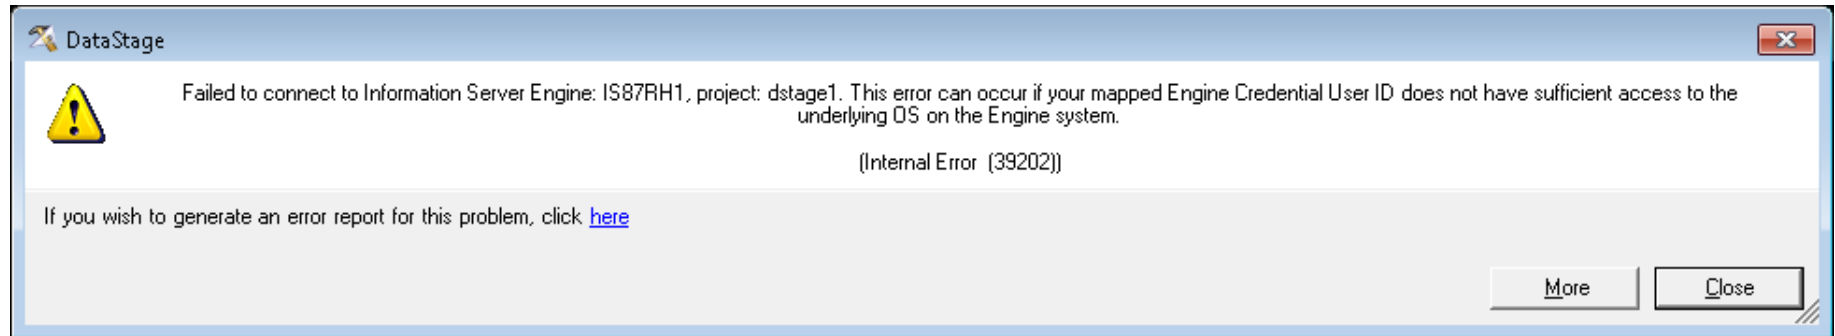 DataStage
Failed to connect to Information Server Engine: IS87RH1, project: dstage1. This error can occur if your mapped Engine Credential User ID does not have sufficient access to the
underlying OS on the Engine system.
(Internal Error (39202))
If you wish to generate an error report for this problem, click here
More
Close